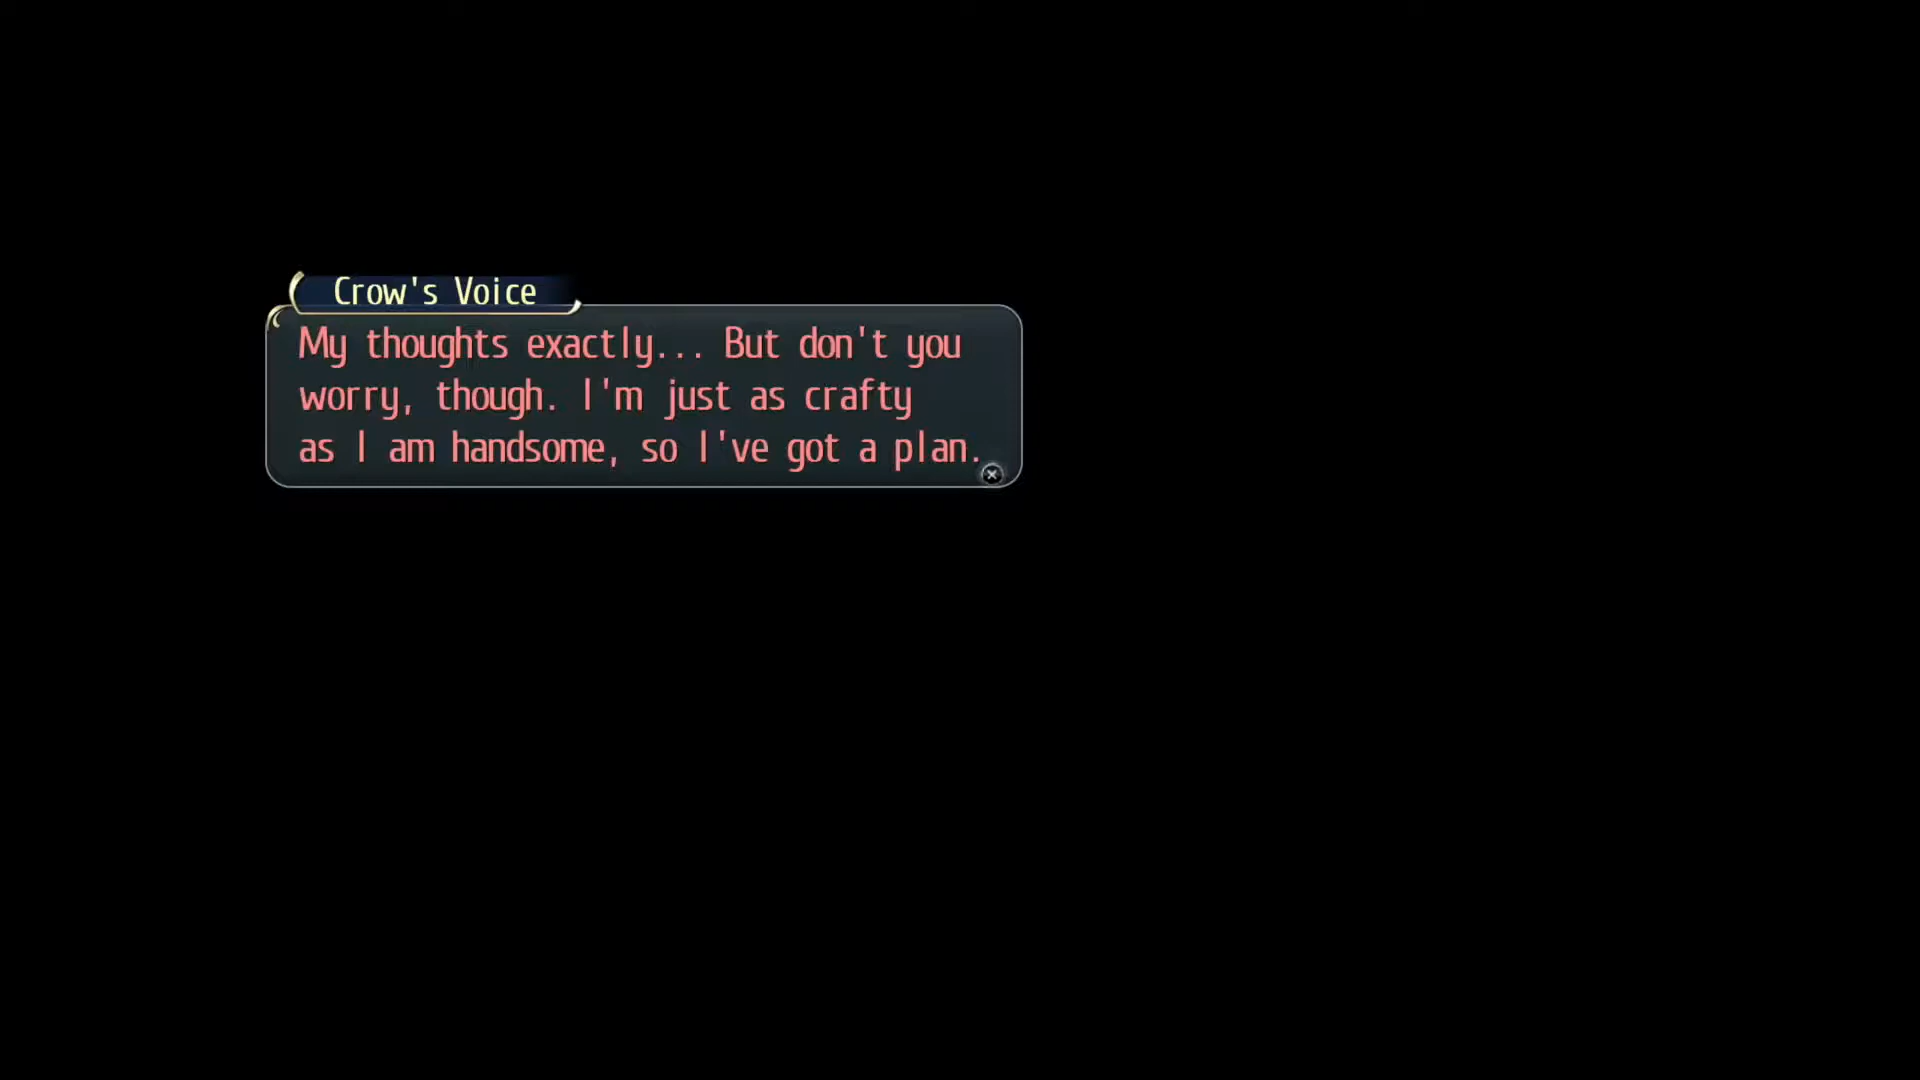 Crow's Voice
My thoughts exactly... But don't you
worry, though. I'm just as crafty
as I am handsome, so I've got a plan.